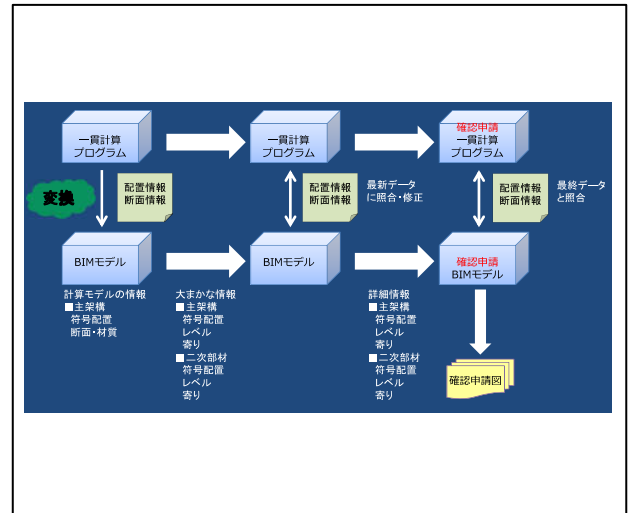 一貫計算
プログラム
一貫計算
プログラム
確認申請
一貫計算
プログラム
変換
配置情報
断面情報
配置情報
断面情報
最新データ
に照合・修正
配置情報
断面情報
最終データ
と照合
BIMモデル
BIMモデル
確認申請
BIMモデル
計算モデルの情報
■主架構
符号配置
断面・材質
大まかな情報
■主架構
符号配置
レベル
寄り
■二次部材
符号配置
レベル
寄り
詳細情報
■主架構
符号配置
レベル
寄り
■二次部材
符号配置
レベル
寄り
確認申請図